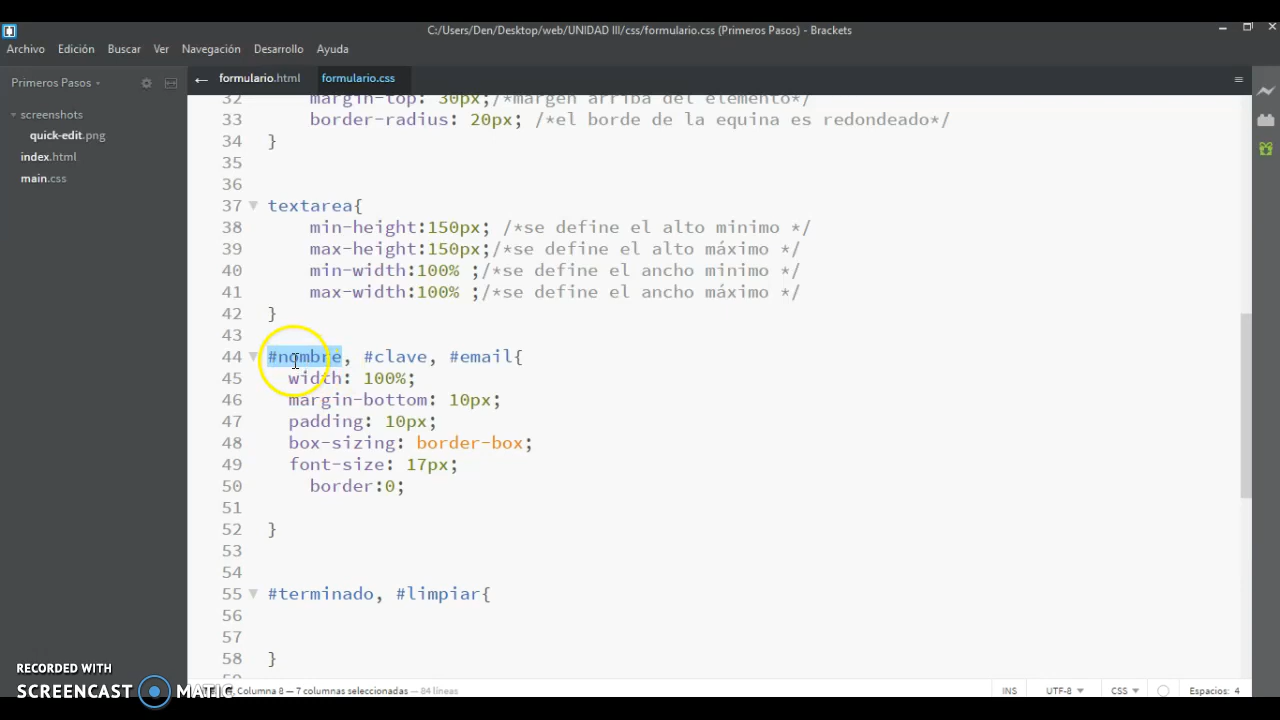 C:/Users/Den/Desktop/web/UNIDAD III/css/formulario.css (Primeros Pasos) - Brackets
Archivo Edición Buscar Ver Navegación Desarrollo Ayuda
Primeros Pasos
formulario.html formulario.css
screenshots
quick-edit.png
index.html
main.css
32 margin-top: 30px;/*margen arriba del elemento*/
33 border-radius: 20px; /*el borde de la equina es redondeado*/
34 }
35
36
37 textarea{
38 min-height:150px; /*se define el alto minimo */
39 max-height:150px;/*se define el alto máximo */
40 min-width:100% ;/*se define el ancho minimo */
41 max-width:100% ;/*se define el ancho máximo */
42 }
43
44 #nombre, #clave, #email{
45 width: 100%;
46 margin-bottom: 10px;
47 padding: 10px;
48 box-sizing: border-box;
49 font-size: 17px;
50 border:0;
51
52 }
53
54
55 #terminado, #limpiar{
56
57
58 }
RECORDED WITH
SCREENCAST MATIC
Columna 8 — 7 columnas seleccionadas — 84 líneas
INS UTF-8 CSS Espacios: 4